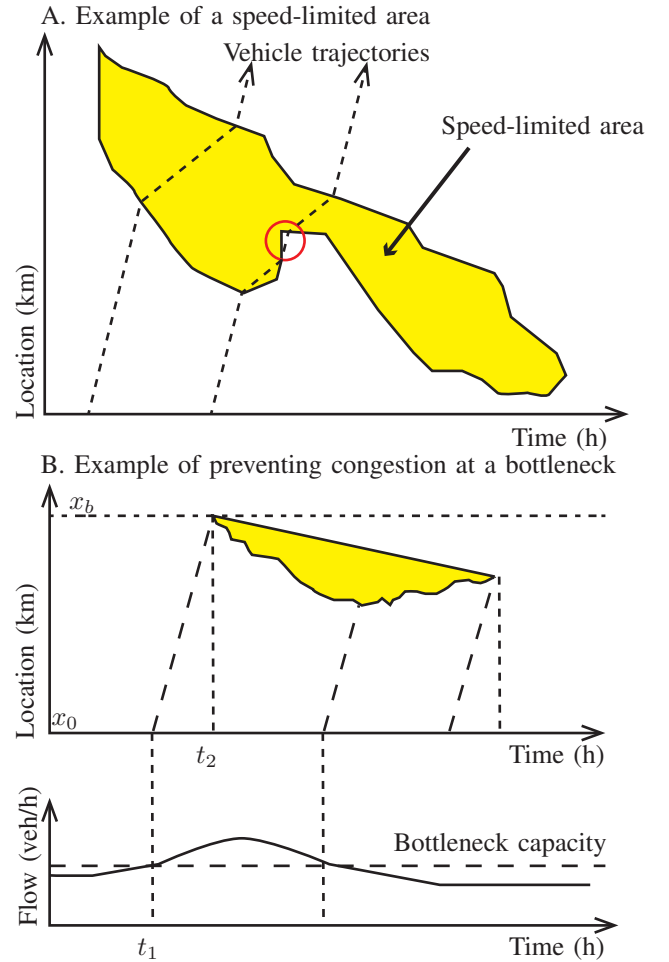 A. Example of a speed-limited area
Vehicle trajectories
Speed-limited area
Location (km)
Time (h)
B. Example of preventing congestion at a bottleneck
x_b
Location (km)
x_0
t_2
Time (h)
Flow (veh/h)
Bottleneck capacity
t_1
Time (h)